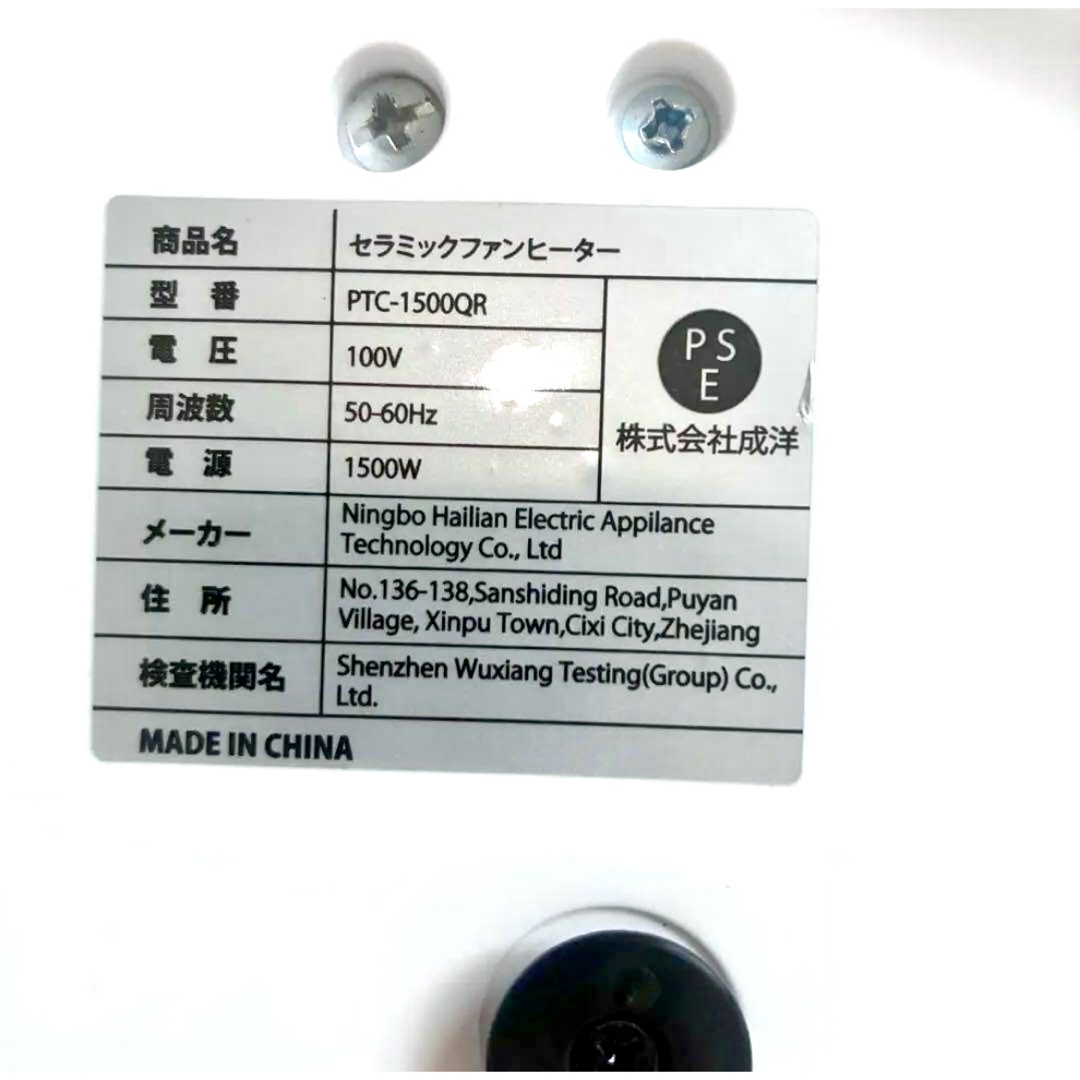 商品名 セラミックファンヒーター
型 番 PTC-1500QR
電 圧 100V
周波数 50-60Hz
電 源 1500W
P S
E
株式会社成洋
メーカー Ningbo Hailian Electric Appilance
Technology Co., Ltd
住 所 No.136-138,Sanshiding Road,Puyan
Village, Xinpu Town,Cixi City,Zhejiang
検査機関名 Shenzhen Wuxiang Testing(Group) Co.,
Ltd.
MADE IN CHINA